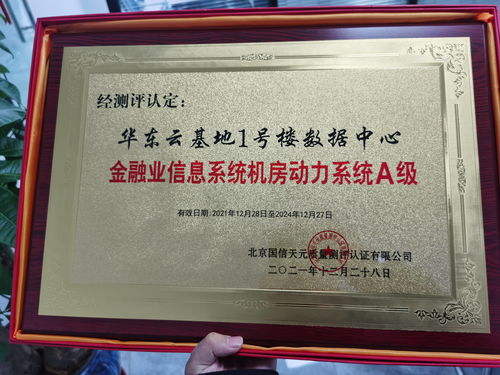 经测评认定：
华东云基地1号楼数据中心
金融业信息系统机房动力系统A级
有效日期：2021年12月28日至2024年12月27日
北京国信天元质量测评认证有限公司
二〇二一年十二月二十八日